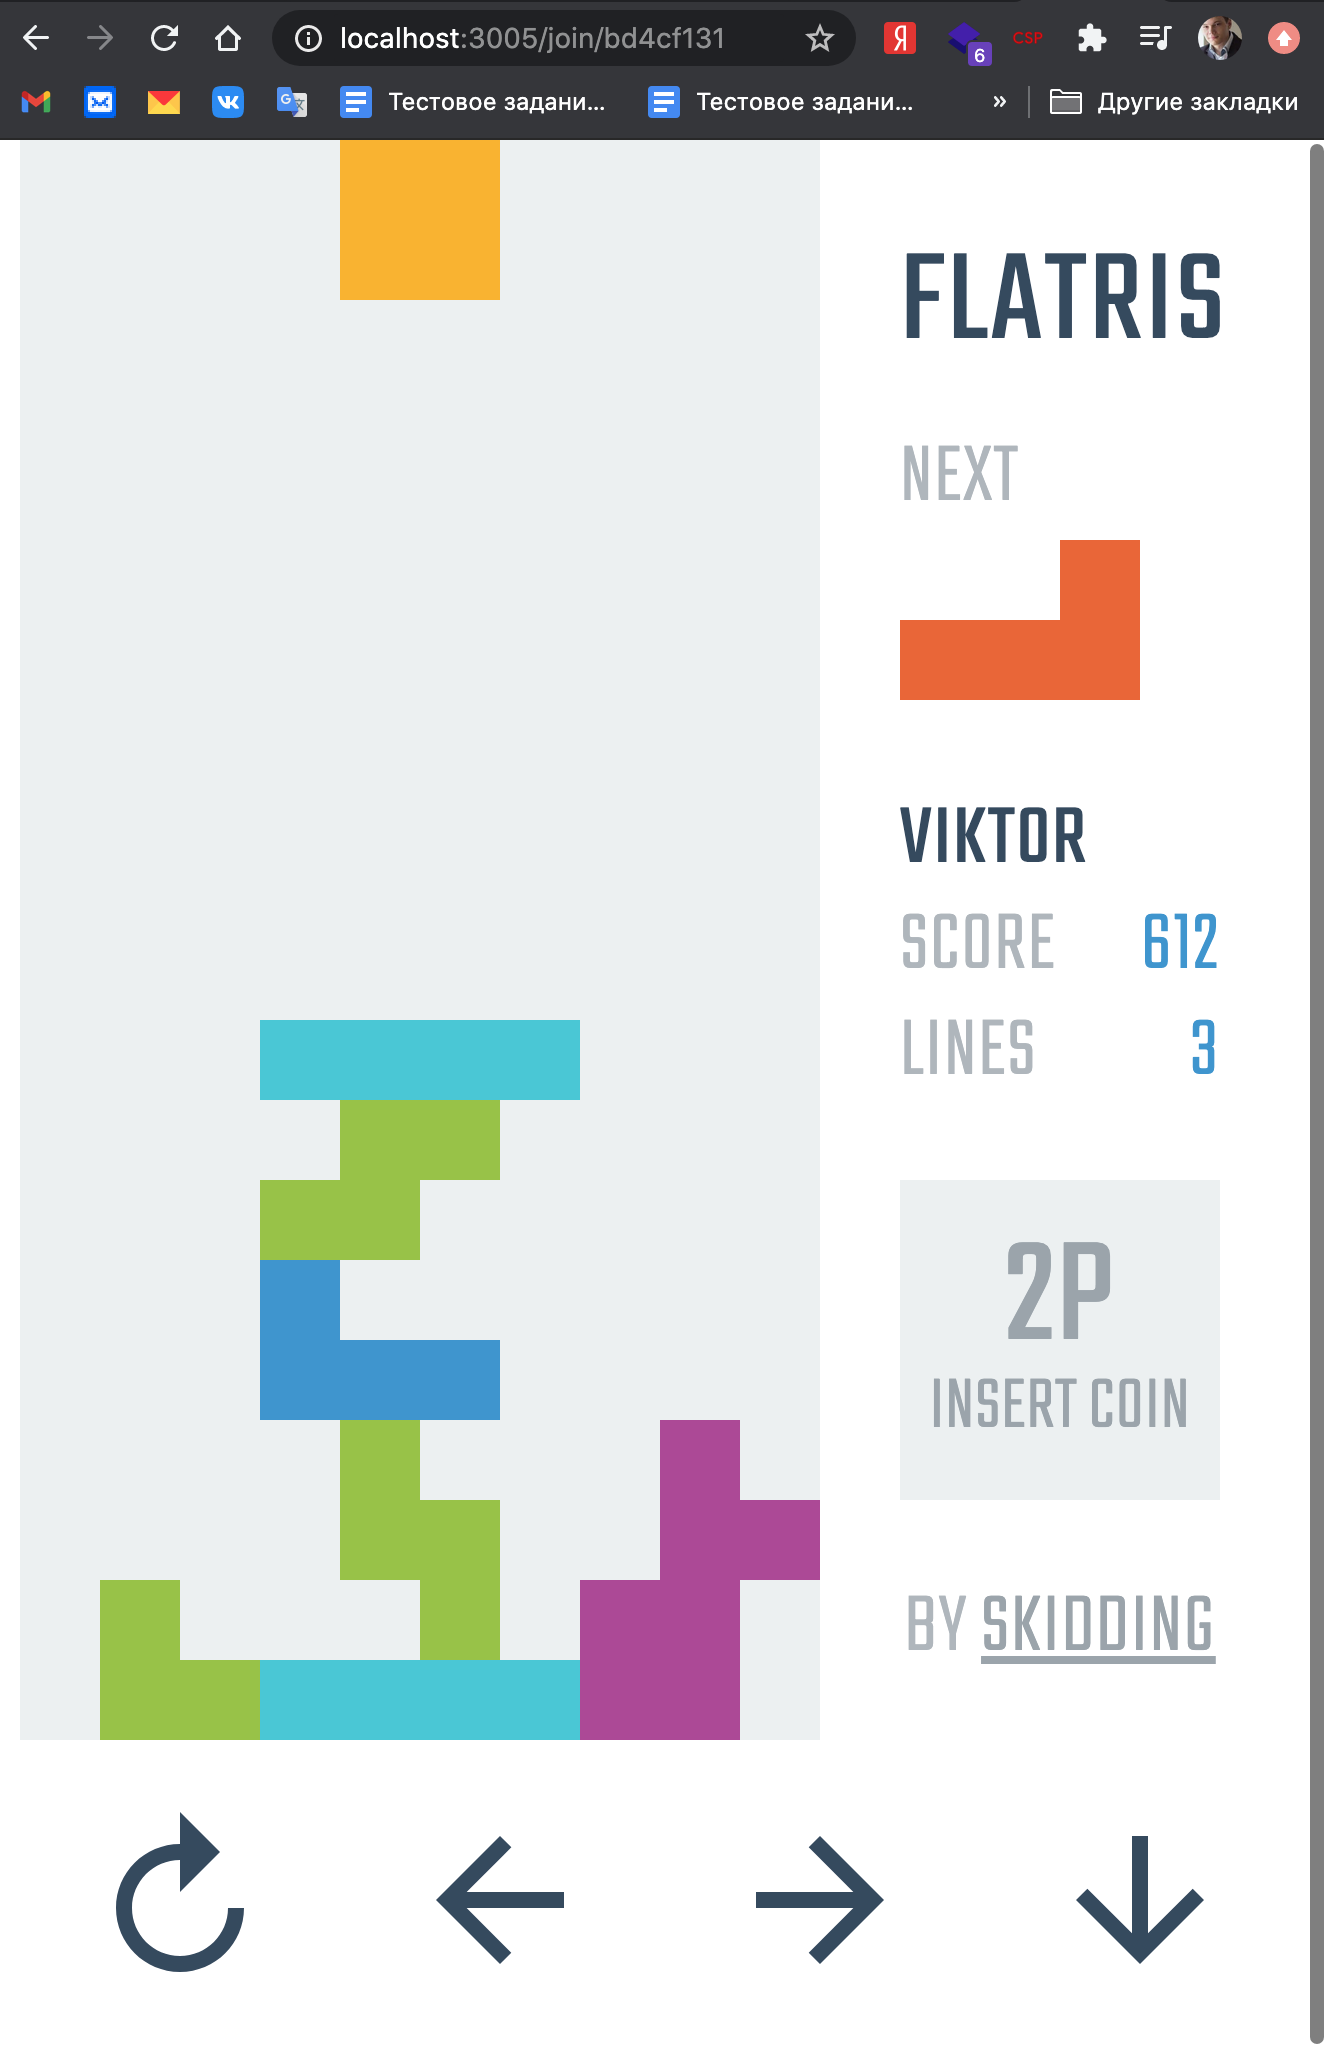 localhost:3005/join/bd4cf131
Я
6
CSP
Тестовое задани...
Тестовое задани...
»
Другие закладки
FLATRIS
NEXT
VIKTOR
SCORE 612
LINES 3
2P
INSERT COIN
BY SKIDDING